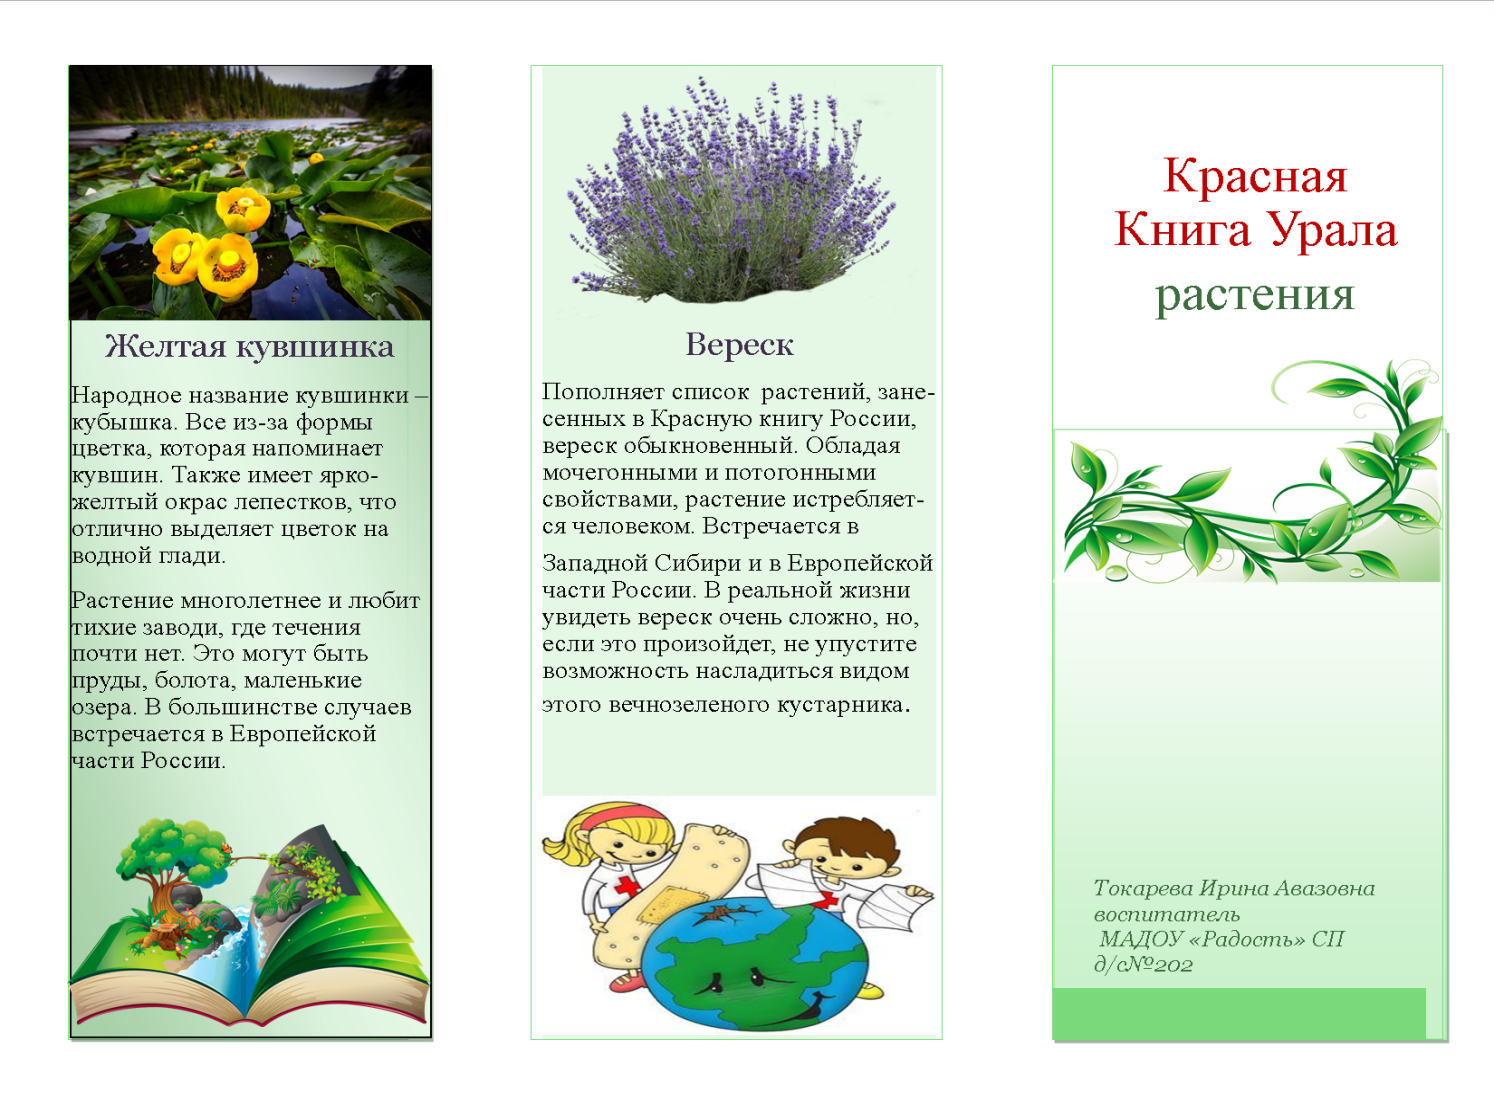 Желтая кувшинка
Народное название кувшинки –
кубышка. Все из-за формы
цветка, которая напоминает
кувшин. Также имеет ярко-
желтый окрас лепестков, что
отлично выделяет цветок на
водной глади.
Растение многолетнее и любит
тихие заводи, где течения
почти нет. Это могут быть
пруды, болота, маленькие
озера. В большинстве случаев
встречается в Европейской
части России.
Вереск
Пополняет список растений, зане-
сенных в Красную книгу России,
вереск обыкновенный. Обладая
мочегонными и потогонными
свойствами, растение истребляет-
ся человеком. Встречается в
Западной Сибири и в Европейской
части России. В реальной жизни
увидеть вереск очень сложно, но,
если это произойдет, не упустите
возможность насладиться видом
этого вечнозеленого кустарника.
Красная
Книга Урала
растения
Токарева Ирина Авазовна
воспитатель
МАДОУ «Радость» СП
д/с№202